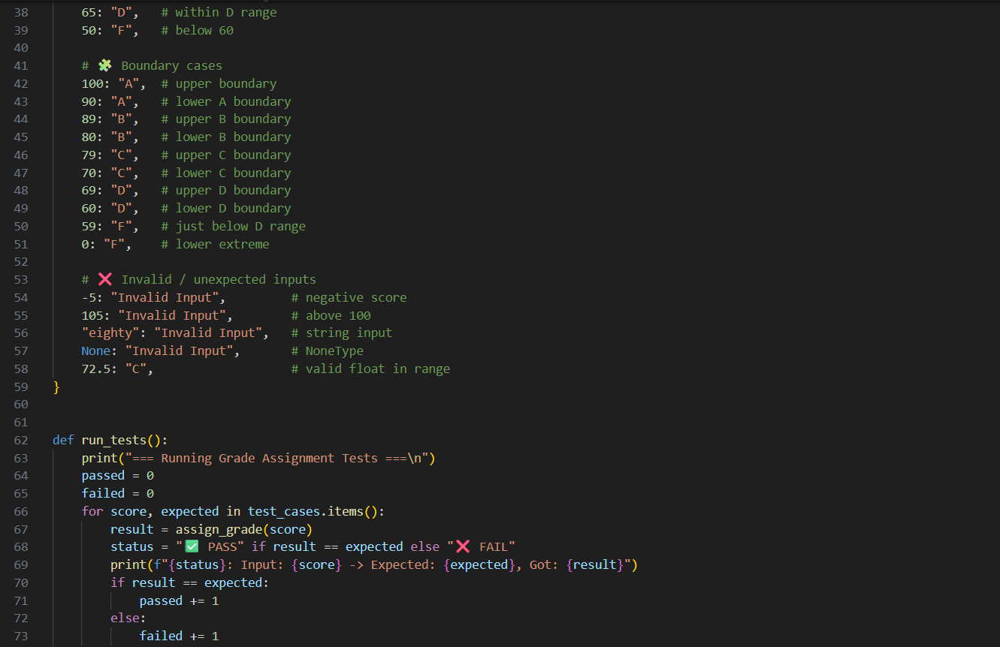 38 65: "D",   # within D range
39 50: "F",   # below 60
40
41 # 🧩 Boundary cases
42 100: "A",  # upper boundary
43 90: "A",   # lower A boundary
44 89: "B",   # upper B boundary
45 80: "B",   # lower B boundary
46 79: "C",   # upper C boundary
47 70: "C",   # lower C boundary
48 69: "D",   # upper D boundary
49 60: "D",   # lower D boundary
50 59: "F",   # just below D range
51 0: "F",    # lower extreme
52
53 # ❌ Invalid / unexpected inputs
54 -5: "Invalid Input",         # negative score
55 105: "Invalid Input",        # above 100
56 "eighty": "Invalid Input",   # string input
57 None: "Invalid Input",       # NoneType
58 72.5: "C",                   # valid float in range
59 }
60
61
62 def run_tests():
63     print("=== Running Grade Assignment Tests ===\n")
64     passed = 0
65     failed = 0
66     for score, expected in test_cases.items():
67         result = assign_grade(score)
68         status = "✅ PASS" if result == expected else "❌ FAIL"
69         print(f"{status}: Input: {score} -> Expected: {expected}, Got: {result}")
70         if result == expected:
71             passed += 1
72         else:
73             failed += 1